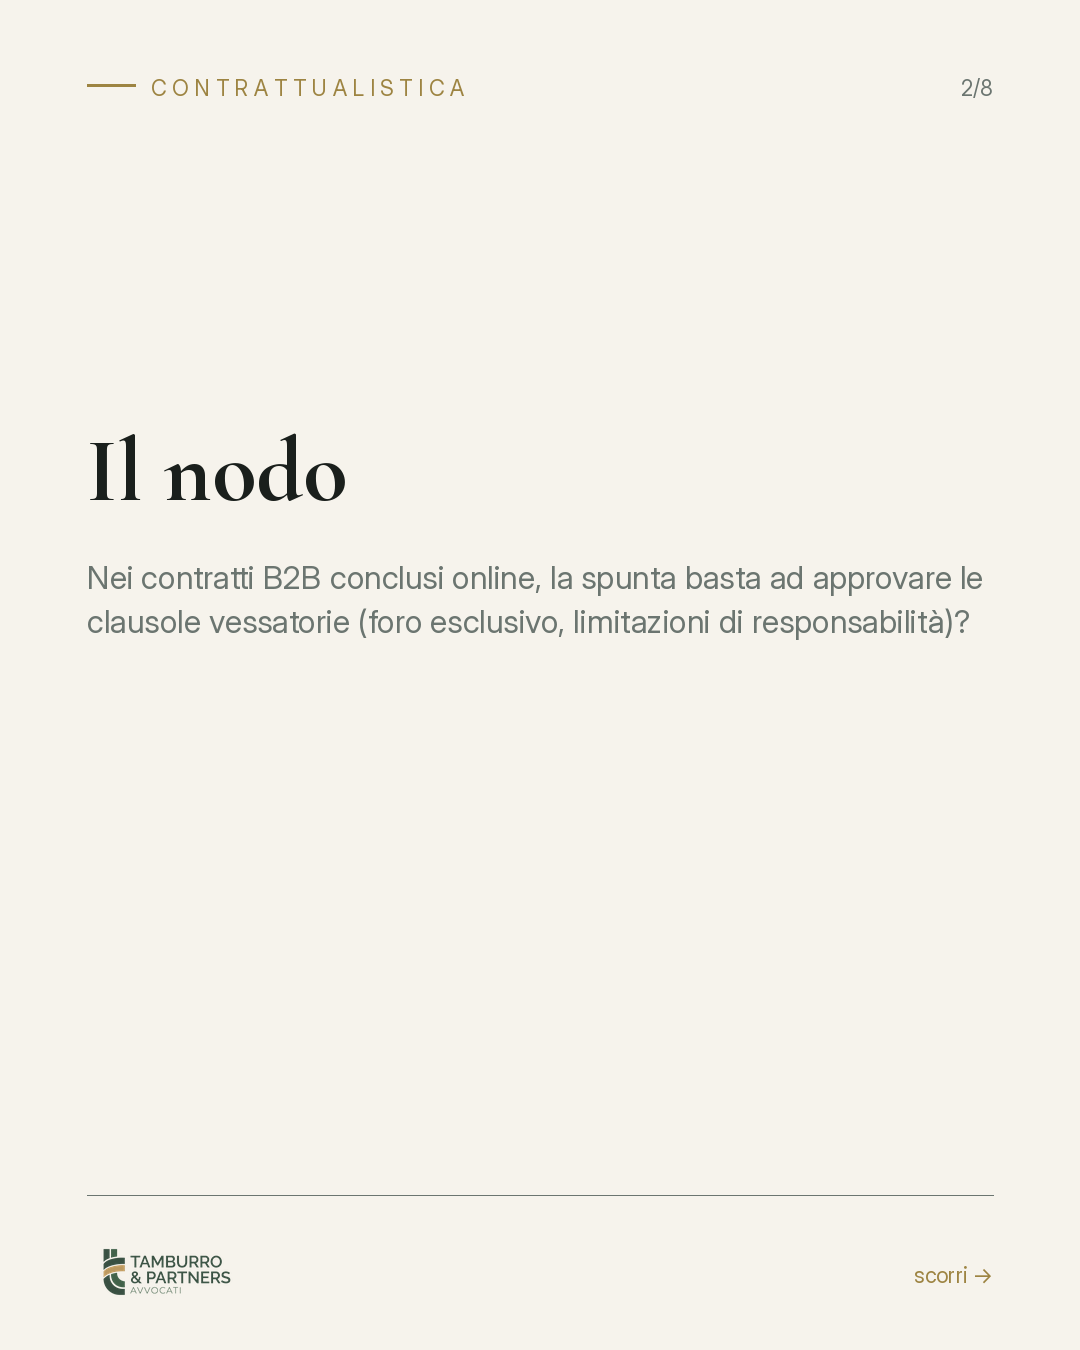 CONTRATTUALISTICA
2/8
Il nodo
Nei contratti B2B conclusi online, la spunta basta ad approvare le
clausole vessatorie (foro esclusivo, limitazioni di responsabilità)?
TAMBURRO
& PARTNERS
AVVOCATI
scorri →